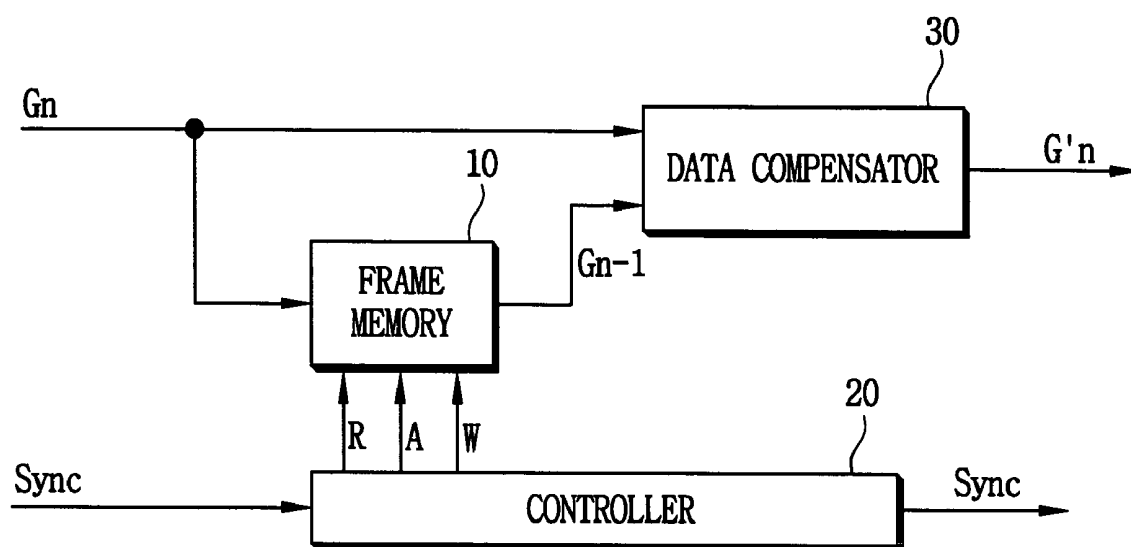 30
Gn
DATA COMPENSATOR
G'n
10
Gn-1
FRAME
MEMORY
20
R A W
Sync
CONTROLLER
Sync